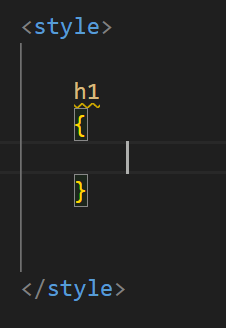 <style>
h1
{
}
</style>